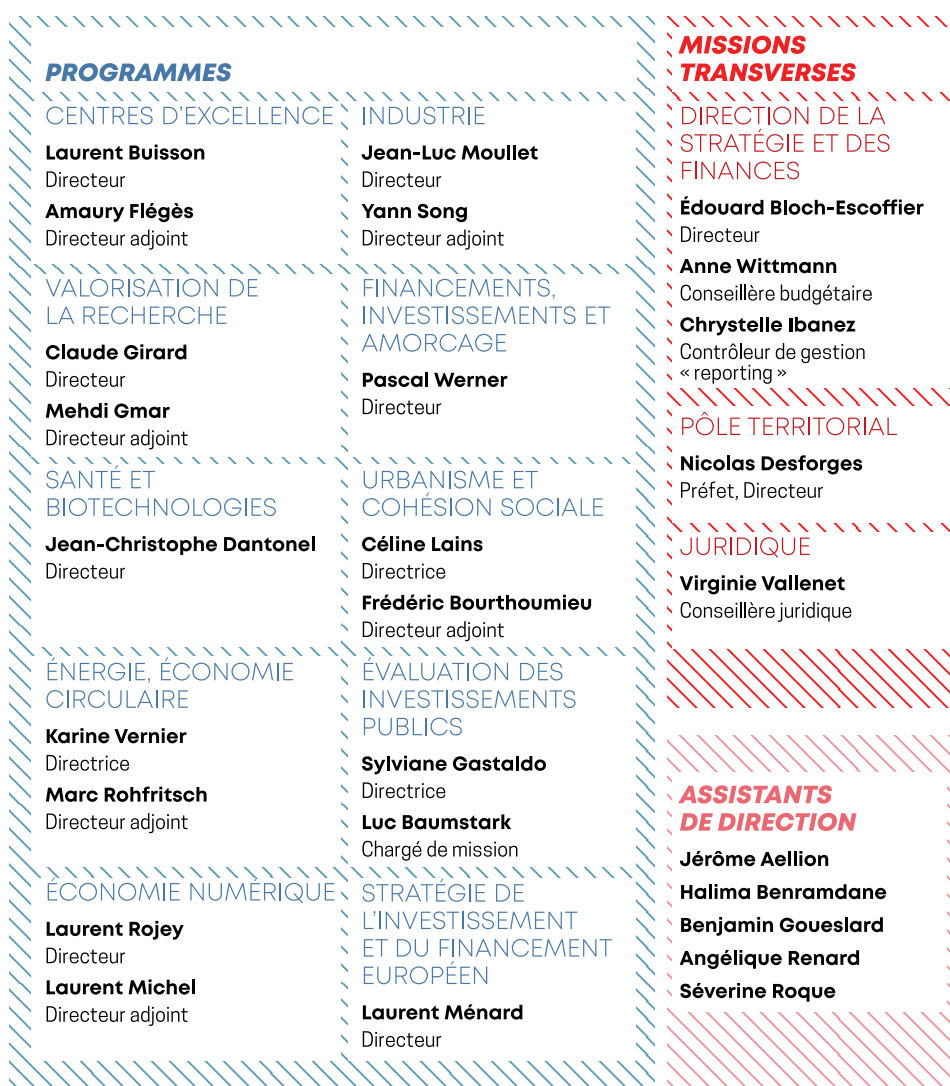 PROGRAMMES
CENTRES D'EXCELLENCE
Laurent Buisson
Directeur
Amaury Flégès
Directeur adjoint
INDUSTRIE
Jean-Luc Moullet
Directeur
Yann Song
Directeur adjoint
VALORISATION DE
LA RECHERCHE
Claude Girard
Directeur
Mehdi Gmar
Directeur adjoint
FINANCEMENTS,
INVESTISSEMENTS ET
AMORCAGE
Pascal Werner
Directeur
SANTÉ ET
BIOTECHNOLOGIES
Jean-Christophe Dantonel
Directeur
URBANISME ET
COHÉSION SOCIALE
Céline Lains
Directrice
Frédéric Bourthoumieu
Directeur adjoint
ÉNERGIE, ÉCONOMIE
CIRCULAIRE
Karine Vernier
Directrice
Marc Rohfritsch
Directeur adjoint
ÉVALUATION DES
INVESTISSEMENTS
PUBLICS
Sylviane Gastaldo
Directrice
Luc Baumstark
Chargé de mission
ÉCONOMIE NUMÉRIQUE
Laurent Rojey
Directeur
Laurent Michel
Directeur adjoint
STRATÉGIE DE
L'INVESTISSEMENT
ET DU FINANCEMENT
EUROPÉEN
Laurent Ménard
Directeur
MISSIONS
TRANSVERSES
DIRECTION DE LA
STRATÉGIE ET DES
FINANCES
Édouard Bloch-Escoffier
Directeur
Anne Wittmann
Conseillère budgétaire
Chrystelle Ibanez
Contrôleur de gestion
« reporting »
PÔLE TERRITORIAL
Nicolas Desforges
Préfet, Directeur
JURIDIQUE
Virginie Vallenet
Conseillère juridique
ASSISTANTS
DE DIRECTION
Jérôme Aellion
Halima Benramdane
Benjamin Goueslard
Angélique Renard
Séverine Roque